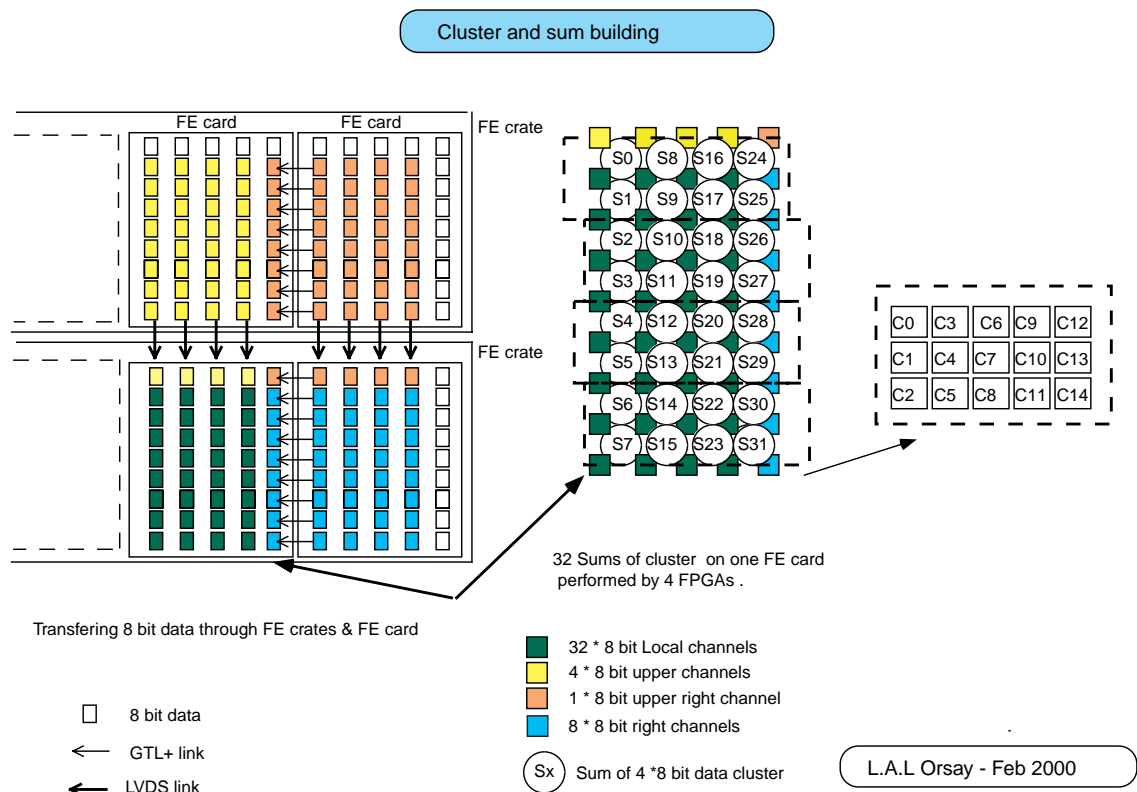 Cluster and sum building
FE card
FE card
FE crate
FE crate
S0 S8 S16 S24
S1 S9 S17 S25
S2 S10 S18 S26
S3 S11 S19 S27
S4 S12 S20 S28
S5 S13 S21 S29
S6 S14 S22 S30
S7 S15 S23 S31
C0 C3 C6 C9 C12
C1 C4 C7 C10 C13
C2 C5 C8 C11 C14
32 Sums of cluster on one FE card
performed by 4 FPGAs .
Transfering 8 bit data through FE crates & FE card
32 * 8 bit Local channels
4 * 8 bit upper channels
1 * 8 bit upper right channel
8 * 8 bit right channels
Sx Sum of 4 *8 bit data cluster
8 bit data
GTL+ link
LVDS link
L.A.L Orsay - Feb 2000